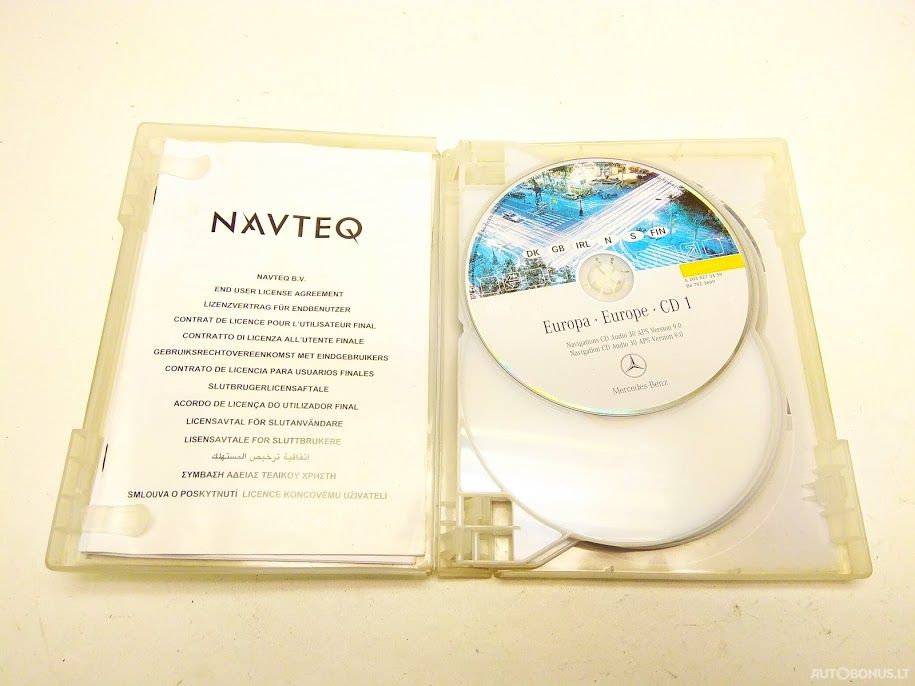 NAVTEQ
NAVTEQ B.V.
END USER LICENSE AGREEMENT
LIZENZVERTRAG FÜR ENDBENUTZER
CONTRAT DE LICENCE POUR L'UTILISATEUR FINAL
CONTRATTO DI LICENZA ALL'UTENTE FINALE
GEBRUIKSRECHTOVEREENKOMST MET EINDGEBRUIKERS
CONTRATO DE LICENCIA PARA USUARIOS FINALES
SLUTBRUGERLICENSAFTALE
ACORDO DE LICENÇA DO UTILIZADOR FINAL
LICENSAVTAL FÖR SLUTANVÄNDARE
LISENSAVTALE FOR SLUTTBRUKERE
إتفاقية ترخيص المستهلك
ΣΥΜΒΑΣΗ ΑΔΕΙΑΣ ΤΕΛΙΚΟΥ ΧΡΗΣΤΗ
SMLOUVA O POSKYTNUTÍ LICENCE KONCOVÉMU UŽIVATELI
DK GB IRL N S FIN
Europa · Europe · CD 1
Navigations CD Audio 30 APS Version 9.0
Navigation CD Audio 30 APS Version 9.0
Mercedes-Benz
AUTOBONUS.LT